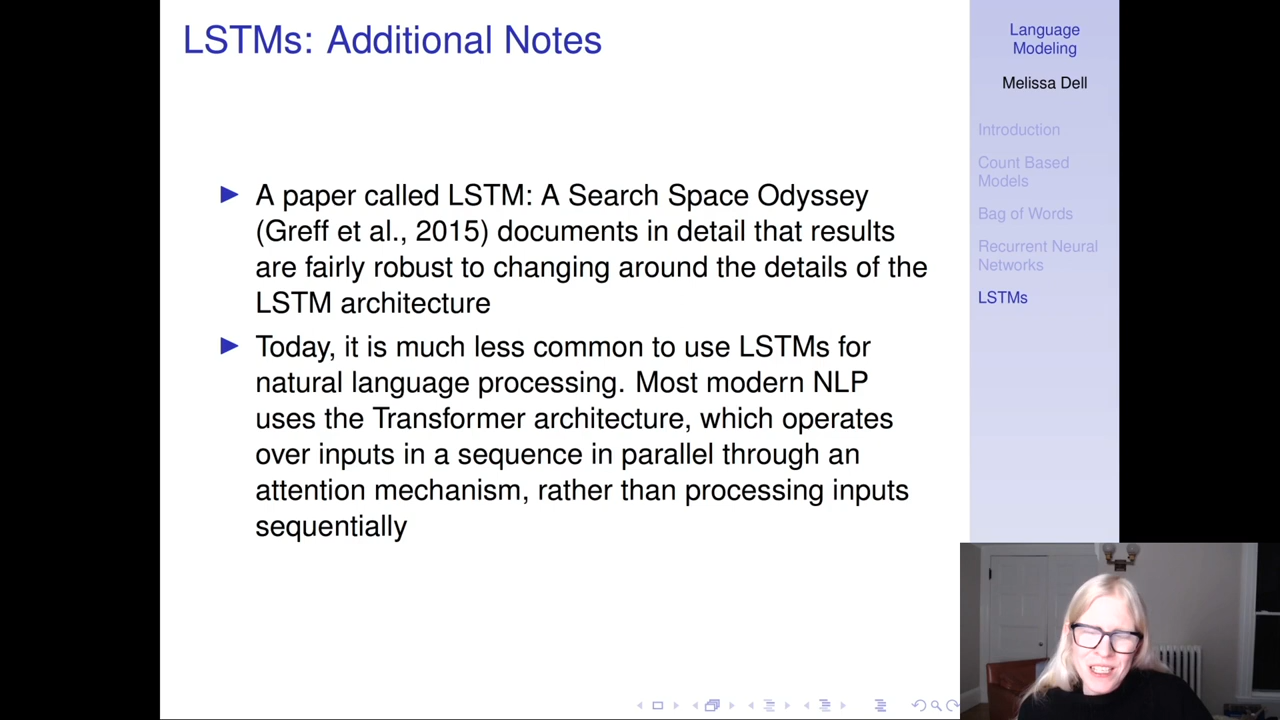 LSTMs: Additional Notes
A paper called LSTM: A Search Space Odyssey
(Greff et al., 2015) documents in detail that results
are fairly robust to changing around the details of the
LSTM architecture
Today, it is much less common to use LSTMs for
natural language processing. Most modern NLP
uses the Transformer architecture, which operates
over inputs in a sequence in parallel through an
attention mechanism, rather than processing inputs
sequentially
Language
Modeling
Melissa Dell
Introduction
Count Based
Models
Bag of Words
Recurrent Neural
Networks
LSTMs